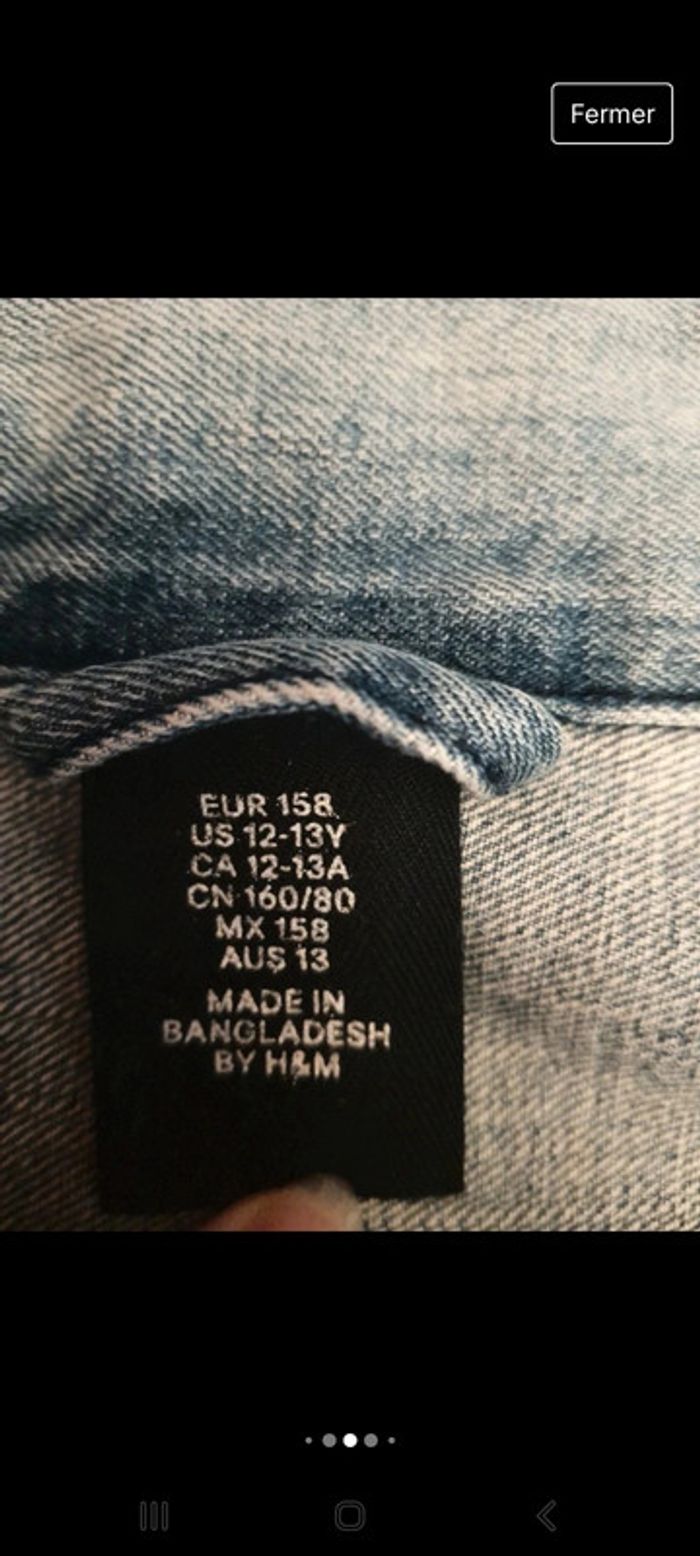 Fermer
EUR 158
US 12-13Y
CA 12-13A
CN 160/80
MX 158
AUS 13
MADE IN
BANGLADESH
BY H&M